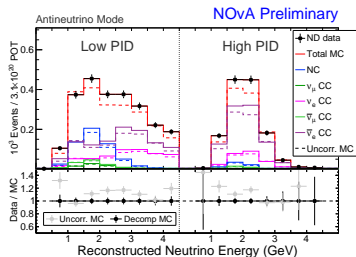 Antineutrino Mode
NOvA Preliminary
Low PID
High PID
ND data
Total MC
NC
νμ CC
νe CC
ν̄μ CC
ν̄e CC
Uncorr. MC
10³ Events / 3.1×10²⁰ POT
0.4
0.2
0
Data / MC
1.4
1.2
1
0.8
0.6
Uncorr. MC
Decomp MC
1 2 3 4 1 2 3 4
Reconstructed Neutrino Energy (GeV)